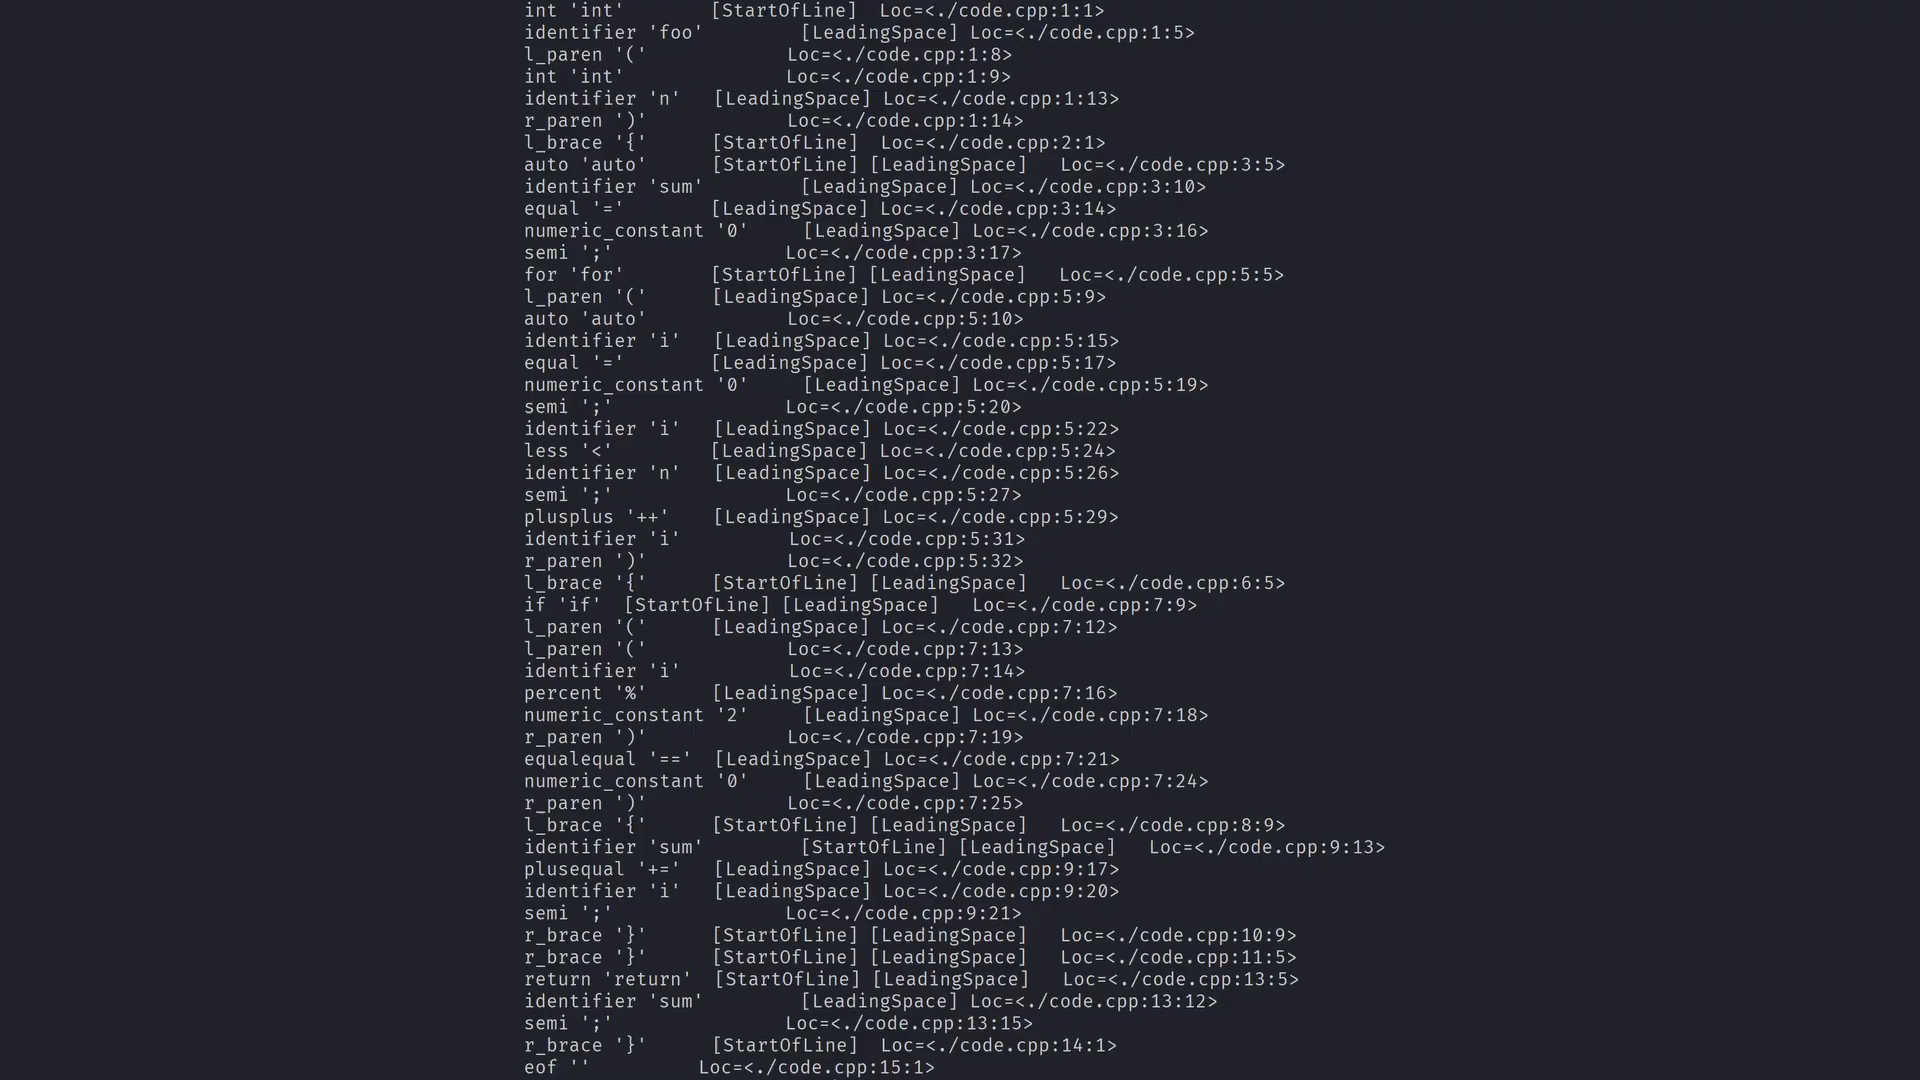 int 'int'        [StartOfLine]  Loc=<./code.cpp:1:1>
identifier 'foo'         [LeadingSpace] Loc=<./code.cpp:1:5>
l_paren '('             Loc=<./code.cpp:1:8>
int 'int'               Loc=<./code.cpp:1:9>
identifier 'n'   [LeadingSpace] Loc=<./code.cpp:1:13>
r_paren ')'             Loc=<./code.cpp:1:14>
l_brace '{'      [StartOfLine]  Loc=<./code.cpp:2:1>
auto 'auto'      [StartOfLine] [LeadingSpace]   Loc=<./code.cpp:3:5>
identifier 'sum'         [LeadingSpace] Loc=<./code.cpp:3:10>
equal '='        [LeadingSpace] Loc=<./code.cpp:3:14>
numeric_constant '0'     [LeadingSpace] Loc=<./code.cpp:3:16>
semi ';'                Loc=<./code.cpp:3:17>
for 'for'        [StartOfLine] [LeadingSpace]   Loc=<./code.cpp:5:5>
l_paren '('      [LeadingSpace] Loc=<./code.cpp:5:9>
auto 'auto'             Loc=<./code.cpp:5:10>
identifier 'i'   [LeadingSpace] Loc=<./code.cpp:5:15>
equal '='        [LeadingSpace] Loc=<./code.cpp:5:17>
numeric_constant '0'     [LeadingSpace] Loc=<./code.cpp:5:19>
semi ';'                Loc=<./code.cpp:5:20>
identifier 'i'   [LeadingSpace] Loc=<./code.cpp:5:22>
less '<'         [LeadingSpace] Loc=<./code.cpp:5:24>
identifier 'n'   [LeadingSpace] Loc=<./code.cpp:5:26>
semi ';'                Loc=<./code.cpp:5:27>
plusplus '++'    [LeadingSpace] Loc=<./code.cpp:5:29>
identifier 'i'          Loc=<./code.cpp:5:31>
r_paren ')'             Loc=<./code.cpp:5:32>
l_brace '{'      [StartOfLine] [LeadingSpace]   Loc=<./code.cpp:6:5>
if 'if'  [StartOfLine] [LeadingSpace]   Loc=<./code.cpp:7:9>
l_paren '('      [LeadingSpace] Loc=<./code.cpp:7:12>
l_paren '('             Loc=<./code.cpp:7:13>
identifier 'i'          Loc=<./code.cpp:7:14>
percent '%'      [LeadingSpace] Loc=<./code.cpp:7:16>
numeric_constant '2'     [LeadingSpace] Loc=<./code.cpp:7:18>
r_paren ')'             Loc=<./code.cpp:7:19>
equalequal '=='  [LeadingSpace] Loc=<./code.cpp:7:21>
numeric_constant '0'     [LeadingSpace] Loc=<./code.cpp:7:24>
r_paren ')'             Loc=<./code.cpp:7:25>
l_brace '{'      [StartOfLine] [LeadingSpace]   Loc=<./code.cpp:8:9>
identifier 'sum'         [StartOfLine] [LeadingSpace]   Loc=<./code.cpp:9:13>
plusequal '+='   [LeadingSpace] Loc=<./code.cpp:9:17>
identifier 'i'   [LeadingSpace] Loc=<./code.cpp:9:20>
semi ';'                Loc=<./code.cpp:9:21>
r_brace '}'      [StartOfLine] [LeadingSpace]   Loc=<./code.cpp:10:9>
r_brace '}'      [StartOfLine] [LeadingSpace]   Loc=<./code.cpp:11:5>
return 'return'  [StartOfLine] [LeadingSpace]   Loc=<./code.cpp:13:5>
identifier 'sum'         [LeadingSpace] Loc=<./code.cpp:13:12>
semi ';'                Loc=<./code.cpp:13:15>
r_brace '}'      [StartOfLine]  Loc=<./code.cpp:14:1>
eof ''          Loc=<./code.cpp:15:1>